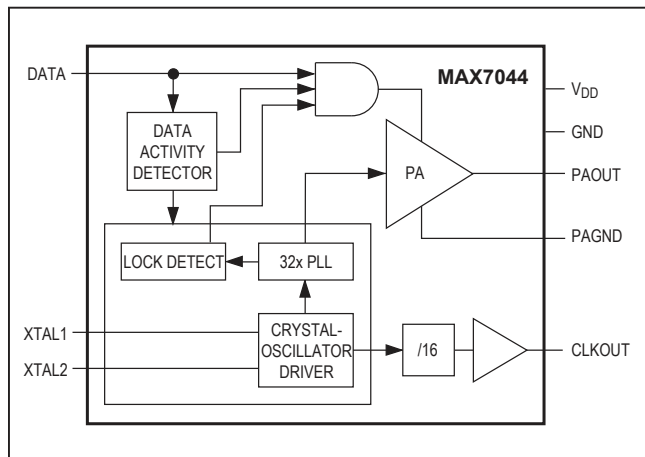 DATA
MAX7044
V_DD
GND
DATA
ACTIVITY
DETECTOR
PA
PAOUT
PAGND
LOCK DETECT
32x PLL
XTAL1
XTAL2
CRYSTAL-
OSCILLATOR
DRIVER
/16
CLKOUT